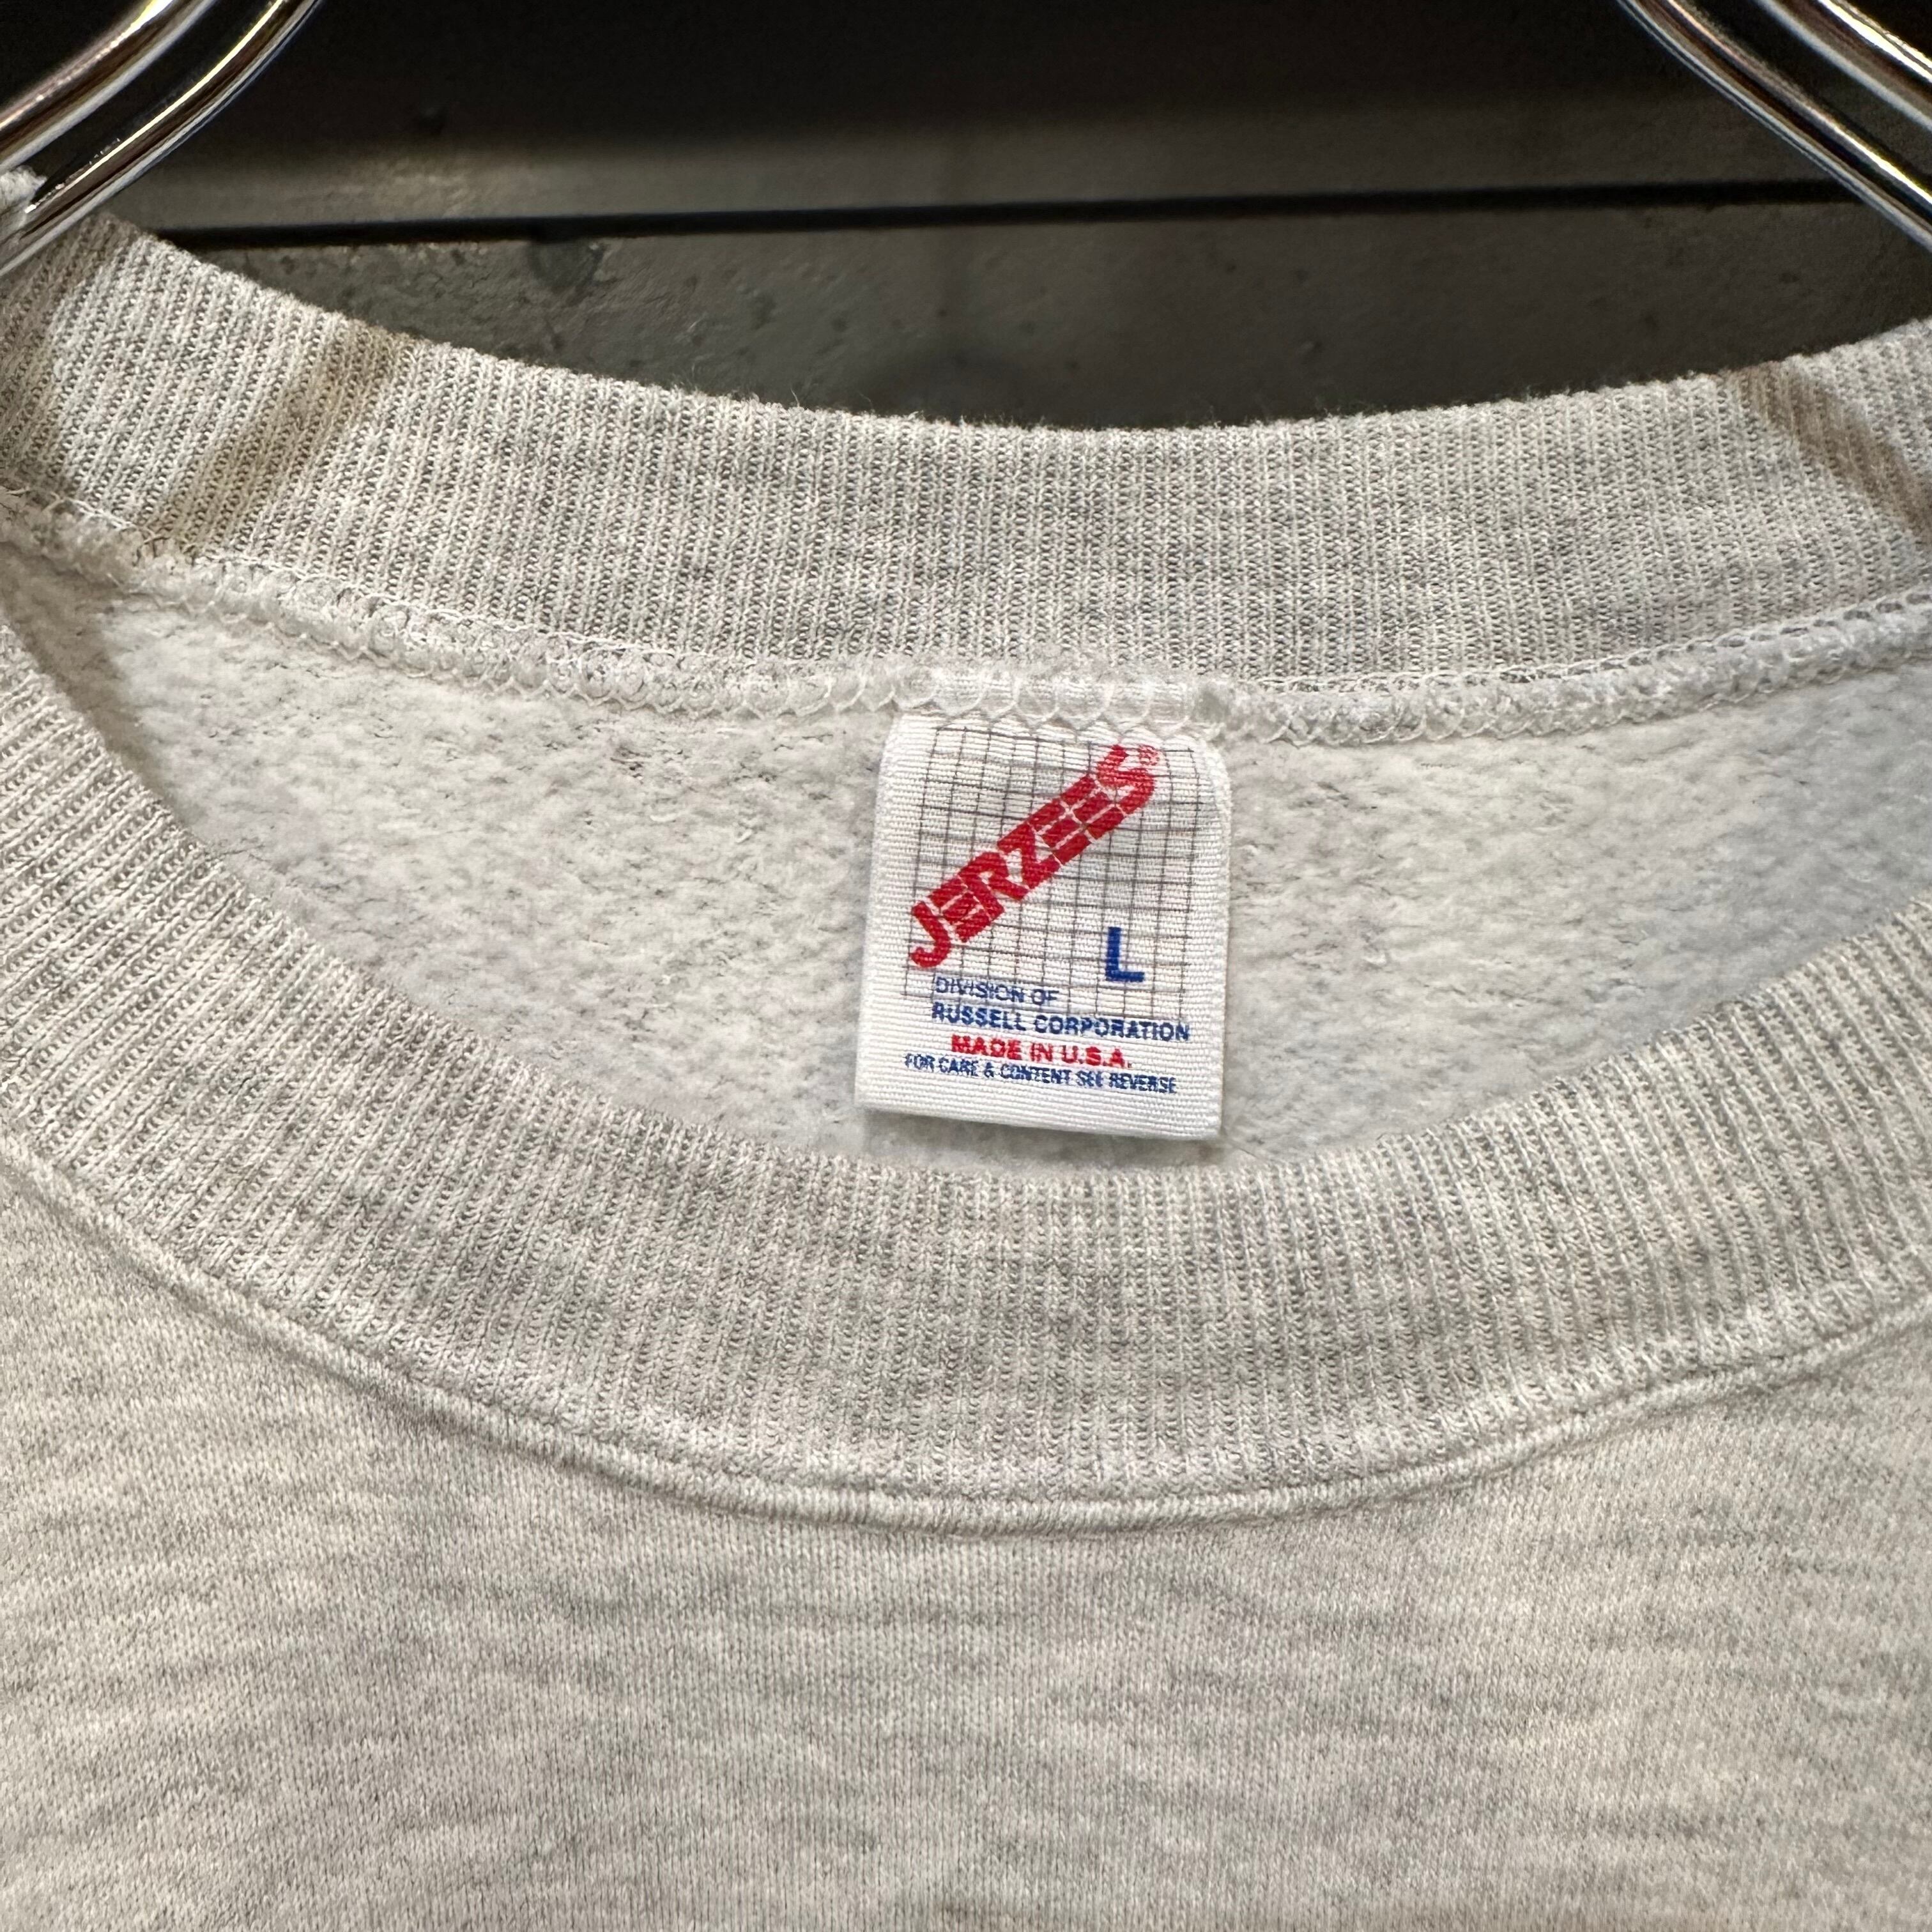 JERZEES®
L
DIVISION OF
RUSSELL CORPORATION
MADE IN U.S.A.
FOR CARE & CONTENT SEE REVERSE